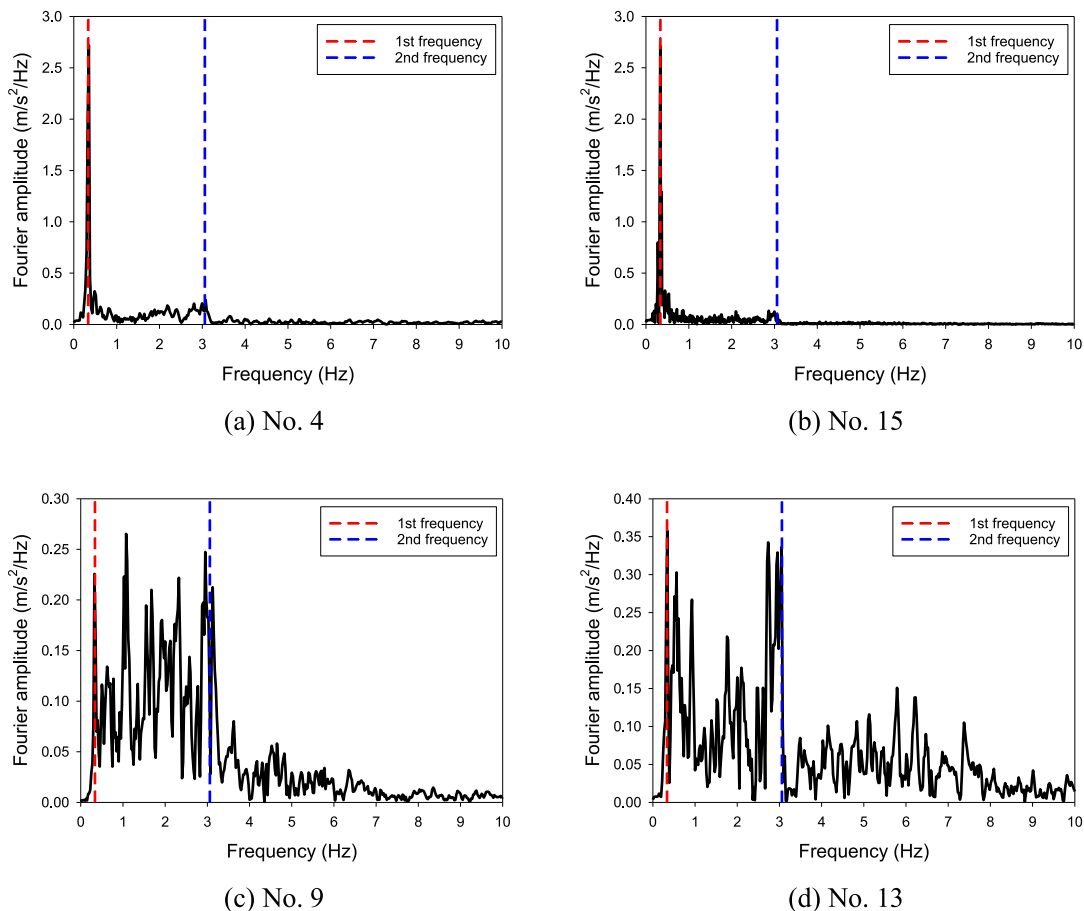 Fourier amplitude (m/s²/Hz)
3.0
2.5
2.0
1.5
1.0
0.5
0.0
1st frequency
2nd frequency
0 1 2 3 4 5 6 7 8 9 10
Frequency (Hz)
(a) No. 4
Fourier amplitude (m/s²/Hz)
3.0
2.5
2.0
1.5
1.0
0.5
0.0
1st frequency
2nd frequency
0 1 2 3 4 5 6 7 8 9 10
Frequency (Hz)
(b) No. 15
Fourier amplitude (m/s²/Hz)
0.30
0.25
0.20
0.15
0.10
0.05
0.00
1st frequency
2nd frequency
0 1 2 3 4 5 6 7 8 9 10
Frequency (Hz)
(c) No. 9
Fourier amplitude (m/s²/Hz)
0.40
0.35
0.30
0.25
0.20
0.15
0.10
0.05
0.00
1st frequency
2nd frequency
0 1 2 3 4 5 6 7 8 9 10
Frequency (Hz)
(d) No. 13